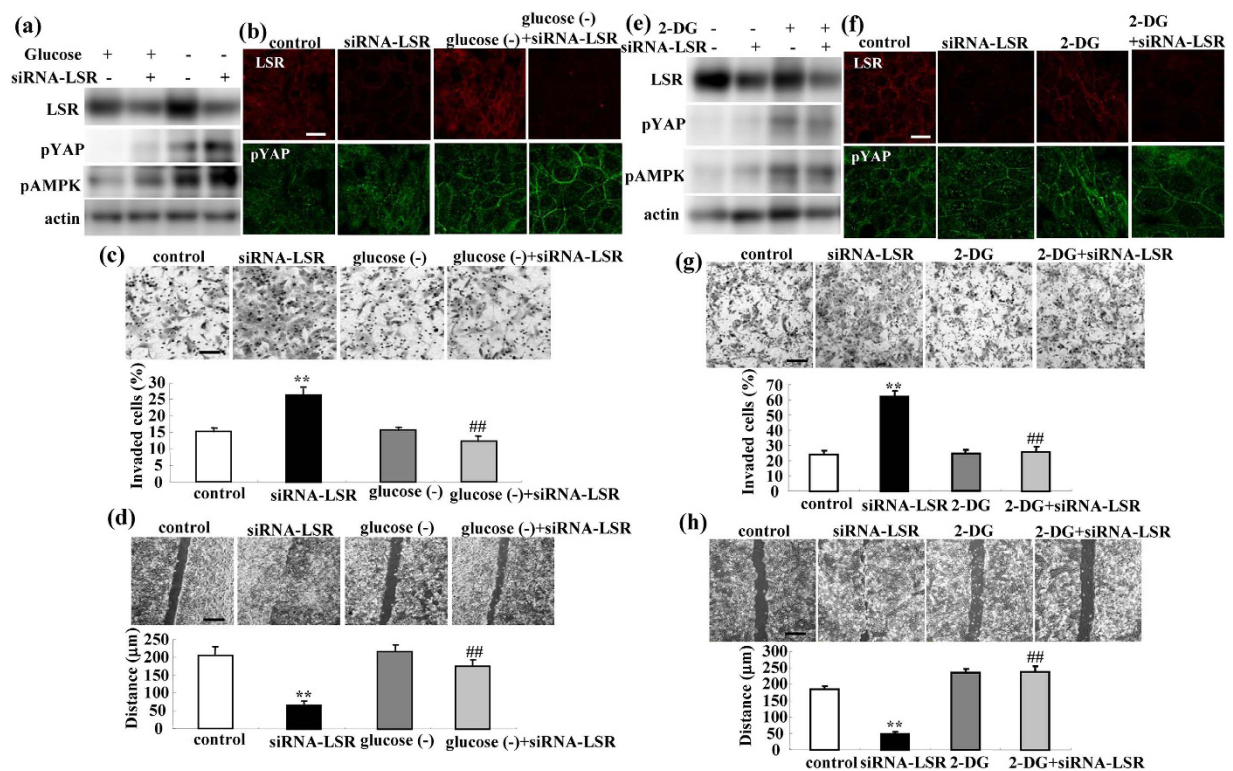 (a)
Glucose + + - -
siRNA-LSR - + - +
LSR
pYAP
pAMPK
actin
(b)
control siRNA-LSR glucose (-) glucose (-)+siRNA-LSR
LSR
pYAP
(c)
control siRNA-LSR glucose (-) glucose (-)+siRNA-LSR
Invaded cells (%)
30
25
20
15
10
5
0
**
##
control siRNA-LSR glucose (-) glucose (-)+siRNA-LSR
(d)
control siRNA-LSR glucose (-) glucose (-)+siRNA-LSR
Distance (μm)
250
200
150
100
50
0
**
##
control siRNA-LSR glucose (-) glucose (-)+siRNA-LSR
(e)
2-DG - - + +
siRNA-LSR - + - +
LSR
pYAP
pAMPK
actin
(f)
control siRNA-LSR 2-DG 2-DG
+siRNA-LSR
LSR
pYAP
(g)
control siRNA-LSR 2-DG 2-DG+siRNA-LSR
Invaded cells (%)
70
60
50
40
30
20
10
0
**
##
control siRNA-LSR 2-DG 2-DG+siRNA-LSR
(h)
control siRNA-LSR 2-DG 2-DG+siRNA-LSR
Distance (μm)
300
250
200
150
100
50
0
**
##
control siRNA-LSR 2-DG 2-DG+siRNA-LSR